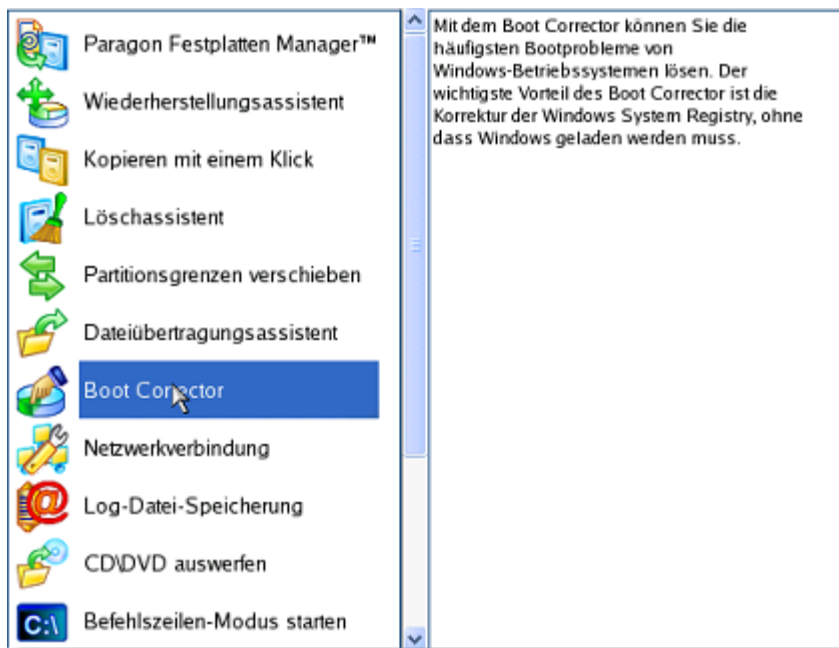 Paragon Festplatten Manager™
Wiederherstellungsassistent
Kopieren mit einem Klick
Löschassistent
Partitionsgrenzen verschieben
Dateiübertragungsassistent
Boot Corrector
Netzwerkverbindung
Log-Datei-Speicherung
CD\DVD auswerfen
C:\ Befehlszeilen-Modus starten
Mit dem Boot Corrector können Sie die
häufigsten Bootprobleme von
Windows-Betriebssystemen lösen. Der
wichtigste Vorteil des Boot Corrector ist die
Korrektur der Windows System Registry, ohne
dass Windows geladen werden muss.